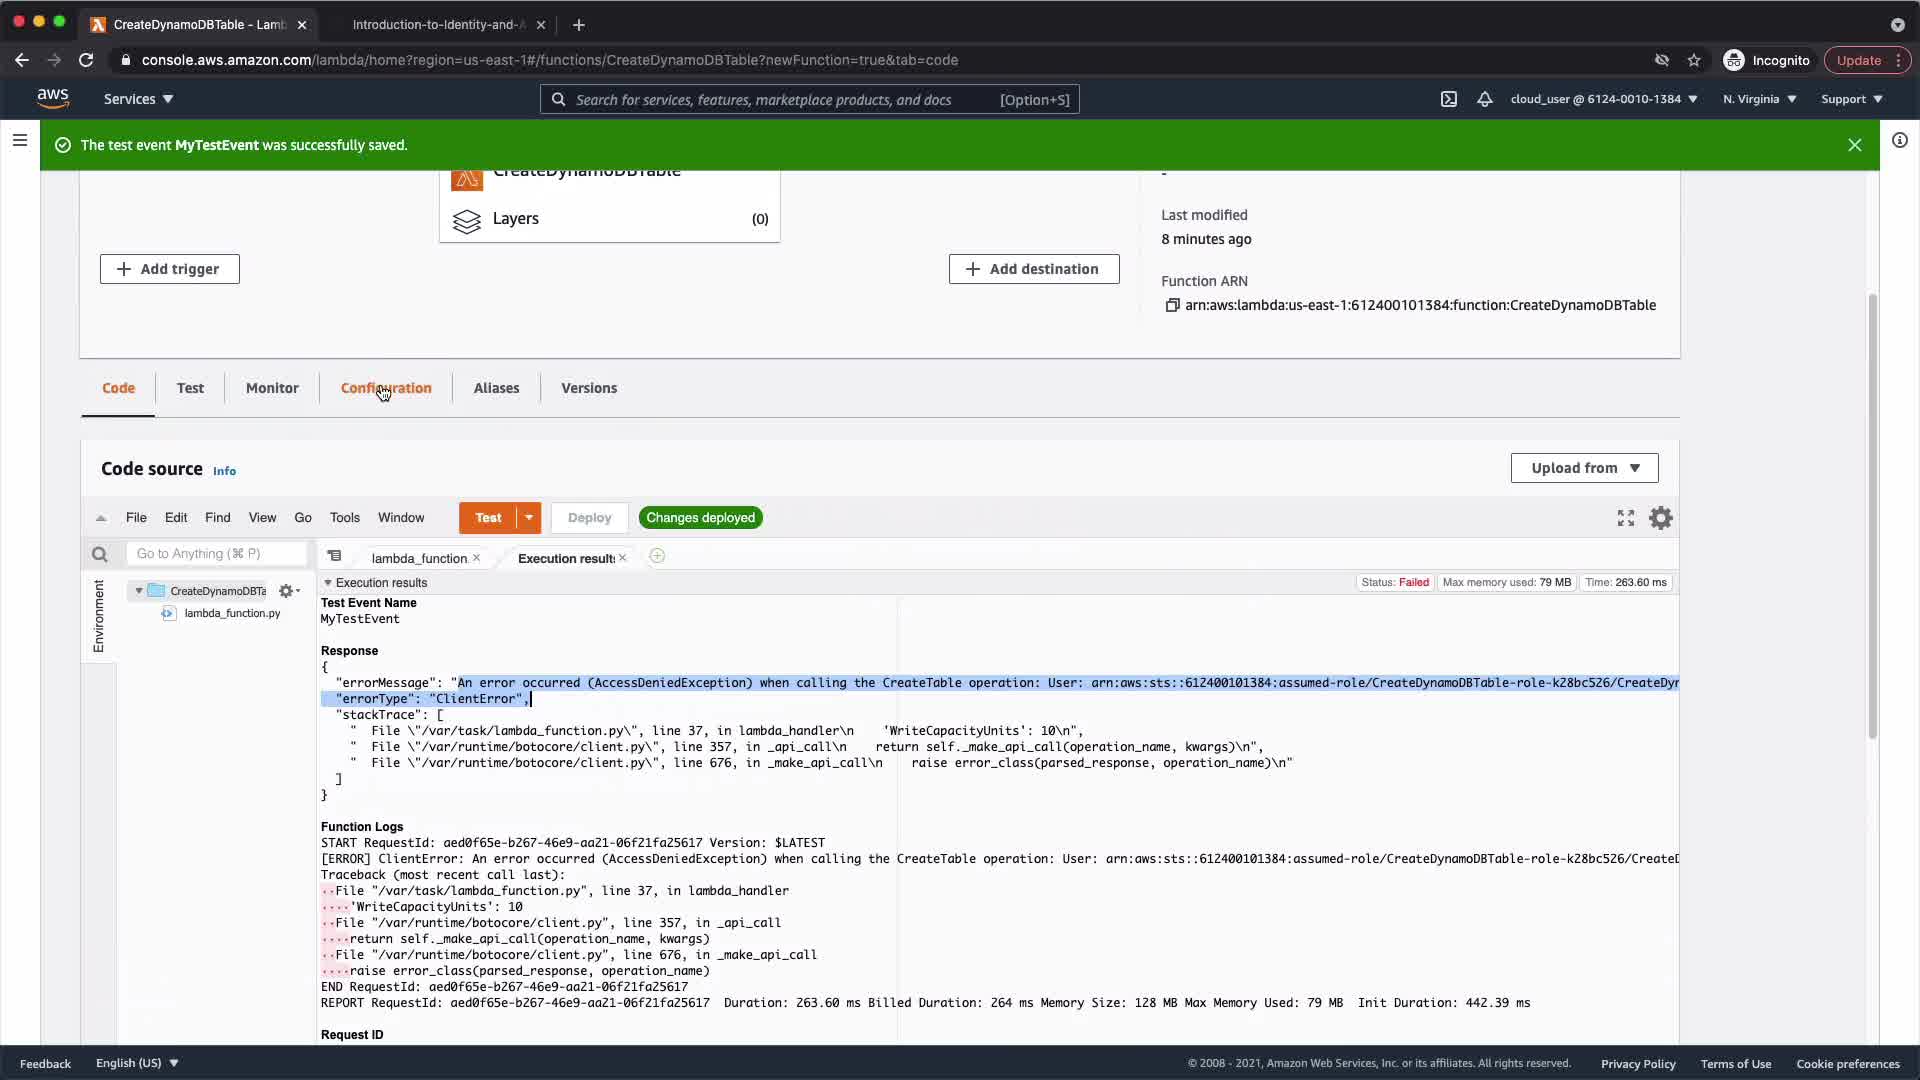 CreateDynamoDBTable - Lamb
Introduction-to-Identity-and-A
console.aws.amazon.com/lambda/home?region=us-east-1#/functions/CreateDynamoDBTable?newFunction=true&tab=code
Incognito
Update
aws
Services
Search for services, features, marketplace products, and docs [Option+S]
cloud_user @ 6124-0010-1384
N. Virginia
Support
The test event MyTestEvent was successfully saved.
CreateDynamoDBTable
-
Layers (0)
Last modified
8 minutes ago
Add trigger
Add destination
Function ARN
arn:aws:lambda:us-east-1:612400101384:function:CreateDynamoDBTable
Code
Test
Monitor
Configuration
Aliases
Versions
Code source Info
Upload from
File Edit Find View Go Tools Window
Test
Deploy
Changes deployed
Go to Anything (⌘ P)
lambda_function
Execution results
Environment
CreateDynamoDBTa
lambda_function.py
Execution results
Status: Failed
Max memory used: 79 MB
Time: 263.60 ms
Test Event Name
MyTestEvent
Response
{
"errorMessage": "An error occurred (AccessDeniedException) when calling the CreateTable operation: User: arn:aws:sts::612400101384:assumed-role/CreateDynamoDBTable-role-k28bc526/CreateDyn
"errorType": "ClientError",
"stackTrace": [
"  File \"/var/task/lambda_function.py\", line 37, in lambda_handler\n    'WriteCapacityUnits': 10\n",
"  File \"/var/runtime/botocore/client.py\", line 357, in _api_call\n    return self._make_api_call(operation_name, kwargs)\n",
"  File \"/var/runtime/botocore/client.py\", line 676, in _make_api_call\n    raise error_class(parsed_response, operation_name)\n"
]
}
Function Logs
START RequestId: aed0f65e-b267-46e9-aa21-06f21fa25617 Version: $LATEST
[ERROR] ClientError: An error occurred (AccessDeniedException) when calling the CreateTable operation: User: arn:aws:sts::612400101384:assumed-role/CreateDynamoDBTable-role-k28bc526/CreateD
Traceback (most recent call last):
··File "/var/task/lambda_function.py", line 37, in lambda_handler
····'WriteCapacityUnits': 10
··File "/var/runtime/botocore/client.py", line 357, in _api_call
····return self._make_api_call(operation_name, kwargs)
··File "/var/runtime/botocore/client.py", line 676, in _make_api_call
····raise error_class(parsed_response, operation_name)
END RequestId: aed0f65e-b267-46e9-aa21-06f21fa25617
REPORT RequestId: aed0f65e-b267-46e9-aa21-06f21fa25617  Duration: 263.60 ms Billed Duration: 264 ms Memory Size: 128 MB Max Memory Used: 79 MB  Init Duration: 442.39 ms
Request ID
Feedback
English (US)
© 2008 - 2021, Amazon Web Services, Inc. or its affiliates. All rights reserved.
Privacy Policy
Terms of Use
Cookie preferences